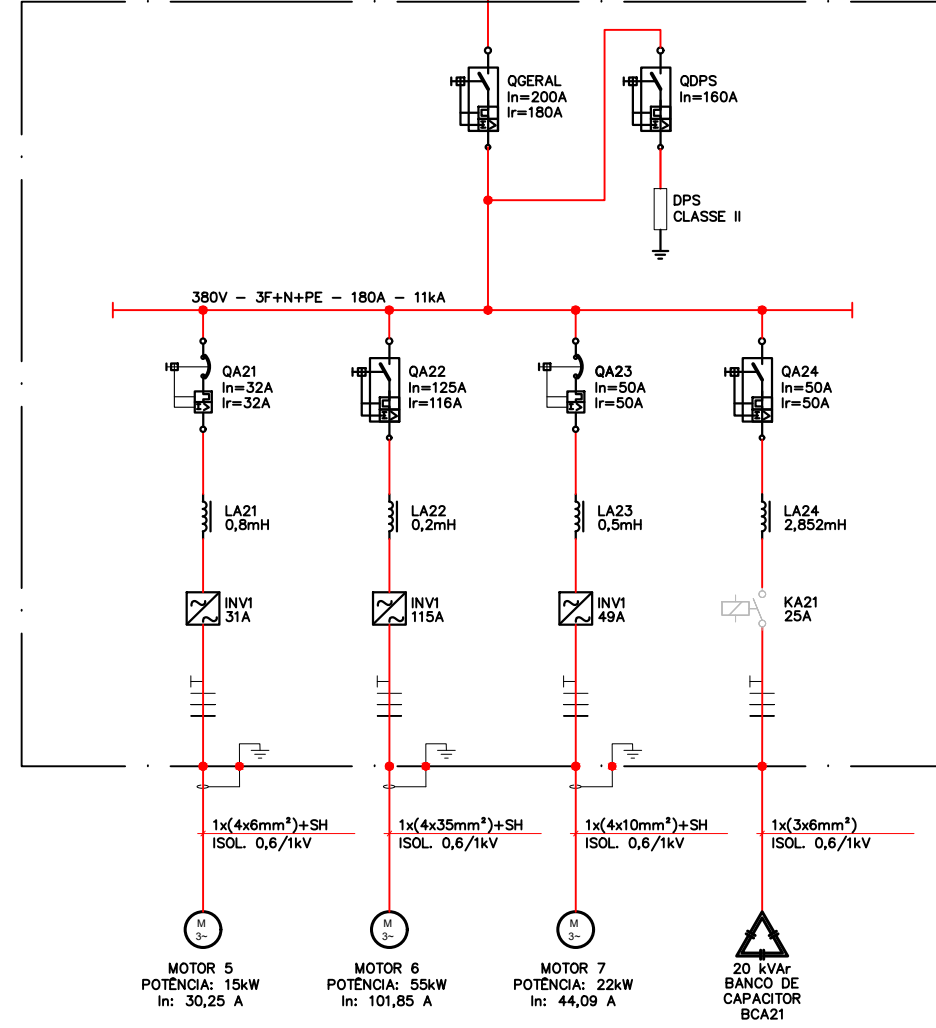 QGERAL
In=200A
Ir=180A
QDPS
In=160A
DPS
CLASSE II
380V - 3F+N+PE - 180A - 11kA
QA21
In=32A
Ir=32A
QA22
In=125A
Ir=116A
QA23
In=50A
Ir=50A
QA24
In=50A
Ir=50A
LA21
0,8mH
LA22
0,2mH
LA23
0,5mH
LA24
2,852mH
INV1
31A
INV1
115A
INV1
49A
KA21
25A
1x(4x6mm²)+SH
ISOL. 0,6/1kV
1x(4x35mm²)+SH
ISOL. 0,6/1kV
1x(4x10mm²)+SH
ISOL. 0,6/1kV
1x(3x6mm²)
ISOL. 0,6/1kV
M
3~
M
3~
M
3~
MOTOR 5
POTÊNCIA: 15kW
In: 30,25 A
MOTOR 6
POTÊNCIA: 55kW
In: 101,85 A
MOTOR 7
POTÊNCIA: 22kW
In: 44,09 A
20 kVAr
BANCO DE
CAPACITOR
BCA21